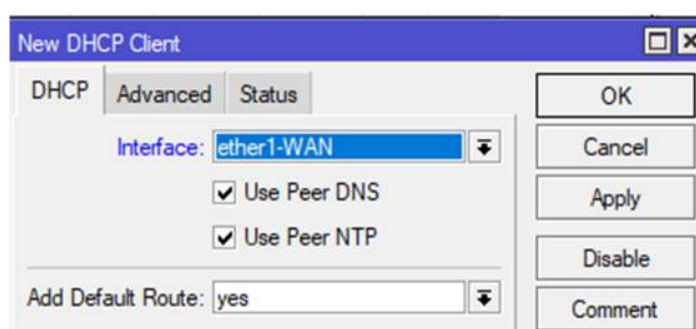 New DHCP Client
DHCP Advanced Status
Interface: ether1-WAN
Use Peer DNS
Use Peer NTP
Add Default Route: yes
OK
Cancel
Apply
Disable
Comment